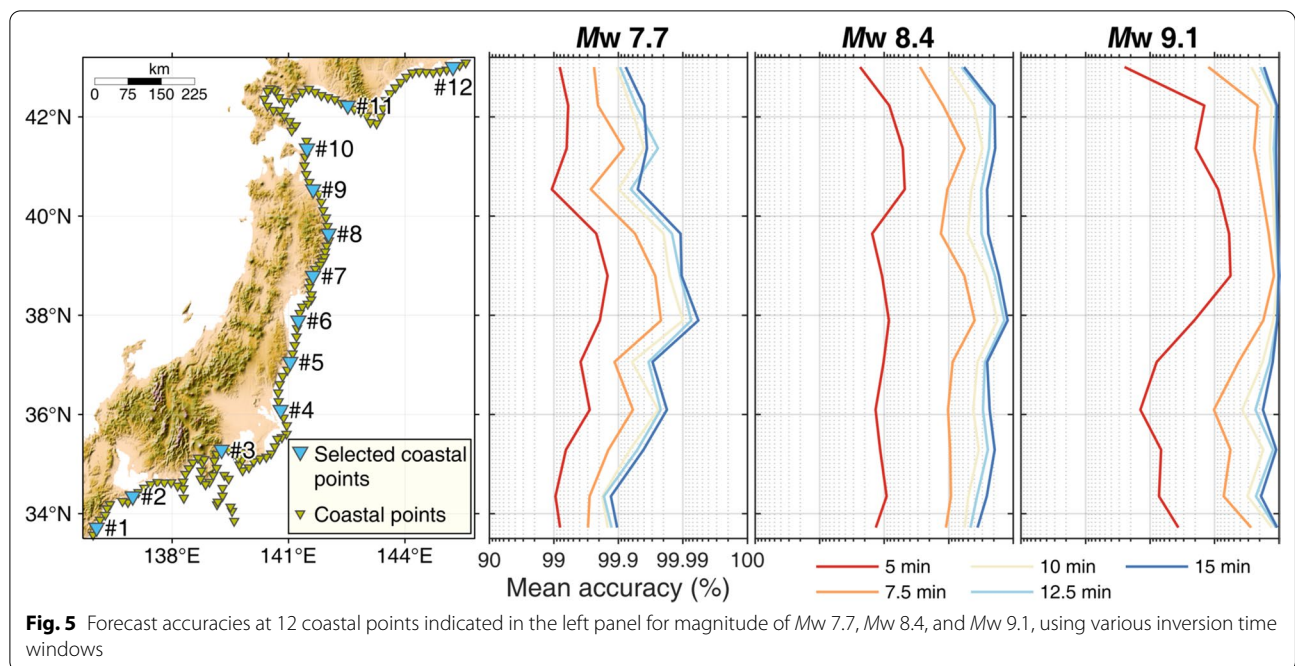 Mw 7.7
Mw 8.4
Mw 9.1
km
0 75 150 225
42°N
40°N
38°N
36°N
34°N
#12
#11
#10
#9
#8
#7
#6
#5
#4
#3
#2
#1
Selected coastal
points
Coastal points
138°E 141°E 144°E
90 99 99.9 99.99 100
Mean accuracy (%)
5 min 10 min 15 min
7.5 min 12.5 min
Fig. 5 Forecast accuracies at 12 coastal points indicated in the left panel for magnitude of Mw 7.7, Mw 8.4, and Mw 9.1, using various inversion time
windows